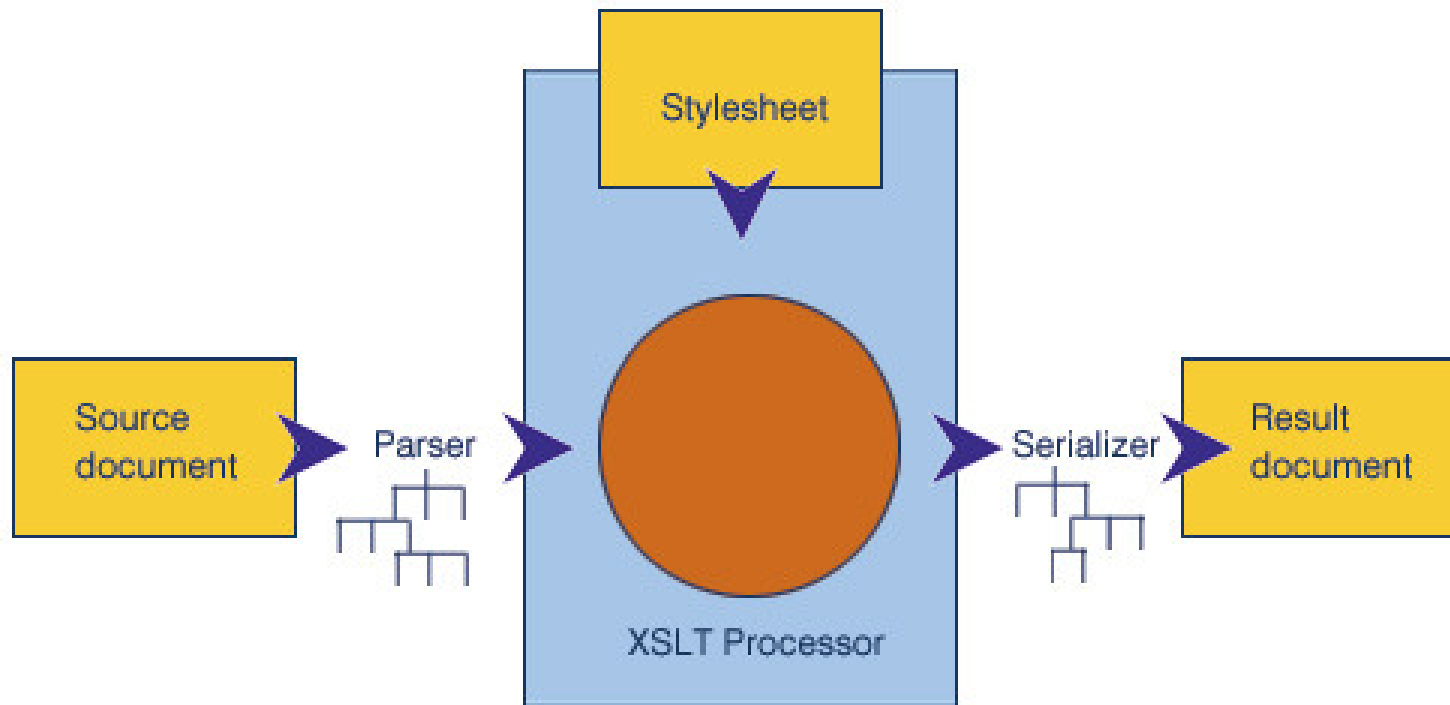 Stylesheet
Source
document
Parser
Serializer
Result
document
XSLT Processor